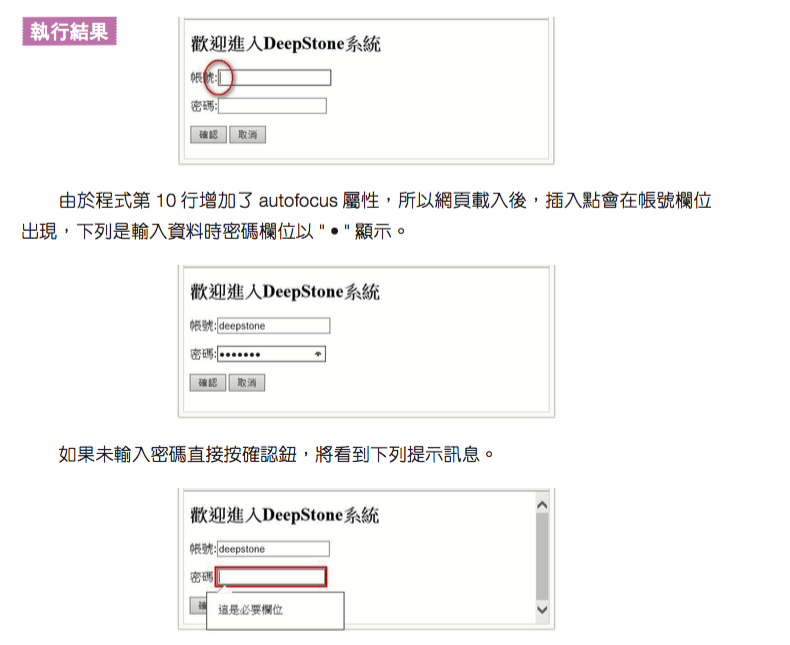 執行結果
歡迎進入DeepStone系統
帳號:
密碼:
確認 取消
由於程式第 10 行增加了 autofocus 屬性，所以網頁載入後，插入點會在帳號欄位
出現，下列是輸入資料時密碼欄位以 " ● " 顯示。
歡迎進入DeepStone系統
帳號:deepstone
密碼:●●●●●●●
確認 取消
如果未輸入密碼直接按確認鈕，將看到下列提示訊息。
歡迎進入DeepStone系統
帳號:deepstone
密碼
確
這是必要欄位